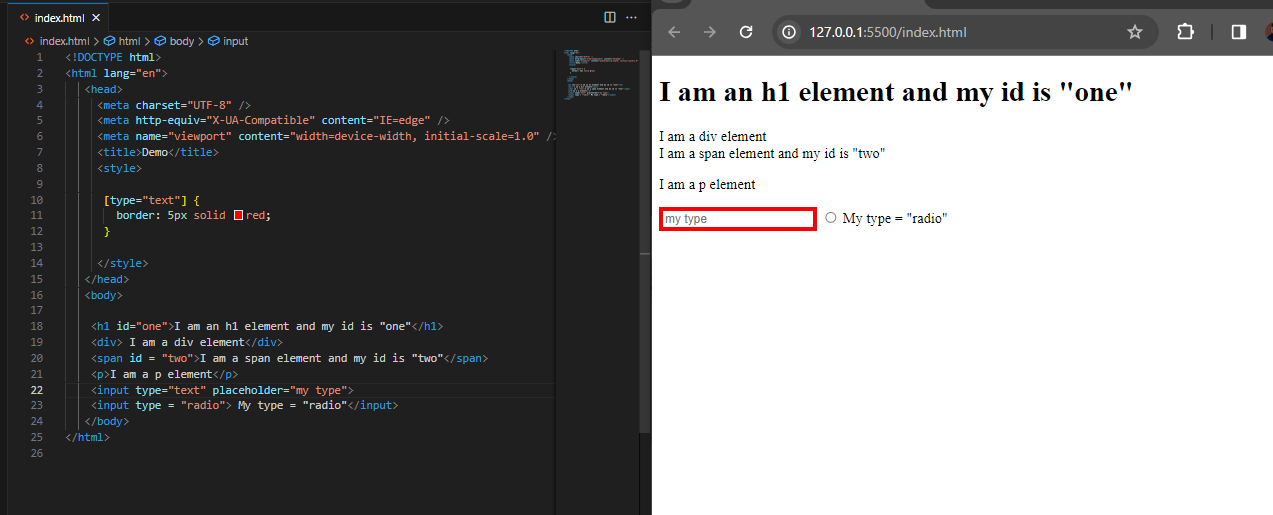 index.html
index.html > html > body > input
1 <!DOCTYPE html>
2 <html lang="en">
3 <head>
4 <meta charset="UTF-8" />
5 <meta http-equiv="X-UA-Compatible" content="IE=edge" />
6 <meta name="viewport" content="width=device-width, initial-scale=1.0" />
7 <title>Demo</title>
8 <style>
9
10 [type="text"] {
11 border: 5px solid red;
12 }
13
14 </style>
15 </head>
16 <body>
17
18 <h1 id="one">I am an h1 element and my id is "one"</h1>
19 <div> I am a div element</div>
20 <span id = "two">I am a span element and my id is "two"</span>
21 <p>I am a p element</p>
22 <input type="text" placeholder="my type">
23 <input type = "radio"> My type = "radio"</input>
24 </body>
25 </html>
26
127.0.0.1:5500/index.html
I am an h1 element and my id is "one"
I am a div element
I am a span element and my id is "two"
I am a p element
my type My type = "radio"